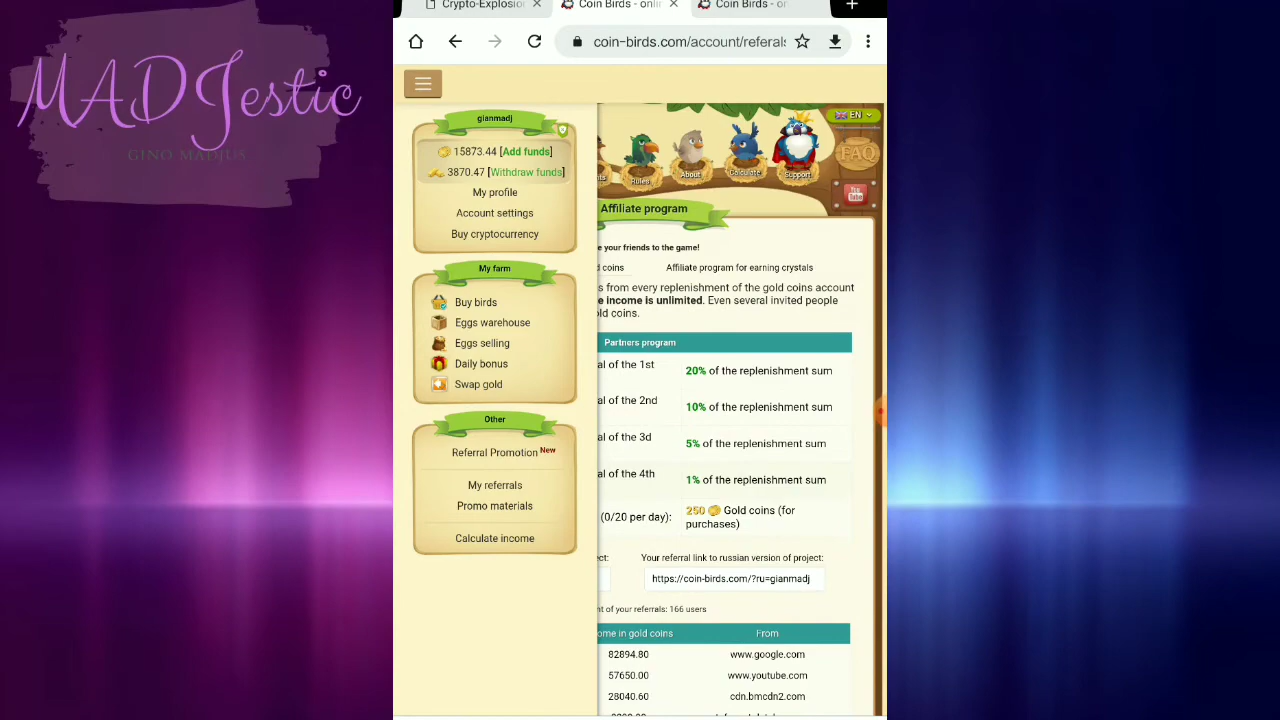 MADJestic
GINO MADJUS
Crypto-Explosion
Coin Birds - onli
Coin Birds - on
coin-birds.com/account/referals
gianmadj
15873.44 [Add funds]
3870.47 [Withdraw funds]
My profile
Account settings
Buy cryptocurrency
My farm
Buy birds
Eggs warehouse
Eggs selling
Daily bonus
Swap gold
Other
Referral Promotion New
My referrals
Promo materials
Calculate income
EN
Rules
About
Calculate
Support
FAQ
You Tube
Affiliate program
e your friends to the game!
d coins
Affiliate program for earning crystals
s from every replenishment of the gold coins account
e income is unlimited. Even several invited people
old coins.
Partners program
al of the 1st
20% of the replenishment sum
al of the 2nd
10% of the replenishment sum
al of the 3d
5% of the replenishment sum
al of the 4th
1% of the replenishment sum
(0/20 per day):
250 Gold coins (for
purchases)
ect:
Your referral link to russian version of project:
https://coin-birds.com/?ru=gianmadj
nt of your referrals: 166 users
ome in gold coins
From
82894.80
www.google.com
57650.00
www.youtube.com
28040.60
cdn.bmcdn2.com